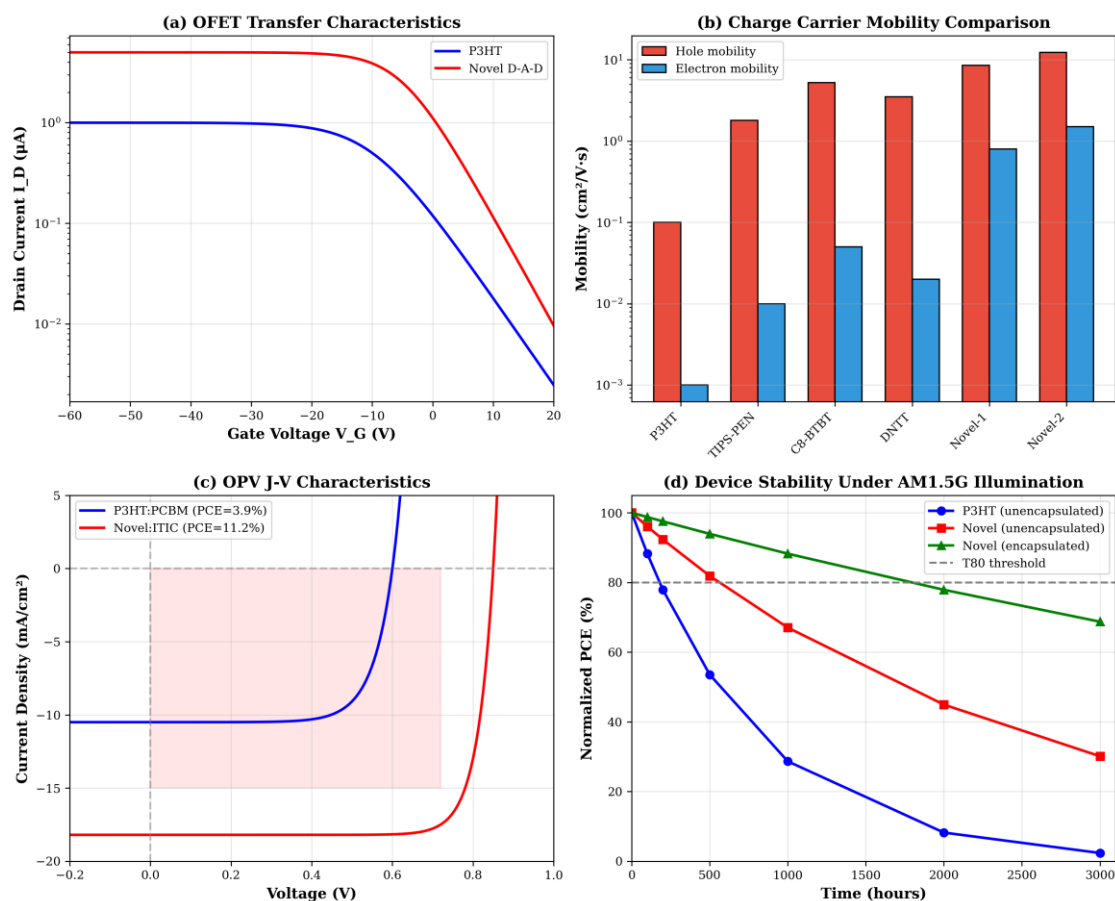 (a) OFET Transfer Characteristics
P3HT
Novel D-A-D
Drain Current I_D (μA)
10⁰
10⁻¹
10⁻²
−60 −50 −40 −30 −20 −10 0 10 20
Gate Voltage V_G (V)
(b) Charge Carrier Mobility Comparison
Hole mobility
Electron mobility
Mobility (cm²/V·s)
10¹
10⁰
10⁻¹
10⁻²
10⁻³
P3HT TIPS-PEN C8-BTBT DNTT Novel-1 Novel-2
(c) OPV J-V Characteristics
P3HT:PCBM (PCE=3.9%)
Novel:ITIC (PCE=11.2%)
Current Density (mA/cm²)
5
0
−5
−10
−15
−20
−0.2 0.0 0.2 0.4 0.6 0.8 1.0
Voltage (V)
(d) Device Stability Under AM1.5G Illumination
P3HT (unencapsulated)
Novel (unencapsulated)
Novel (encapsulated)
T80 threshold
Normalized PCE (%)
100
80
60
40
20
0
0 500 1000 1500 2000 2500 3000
Time (hours)